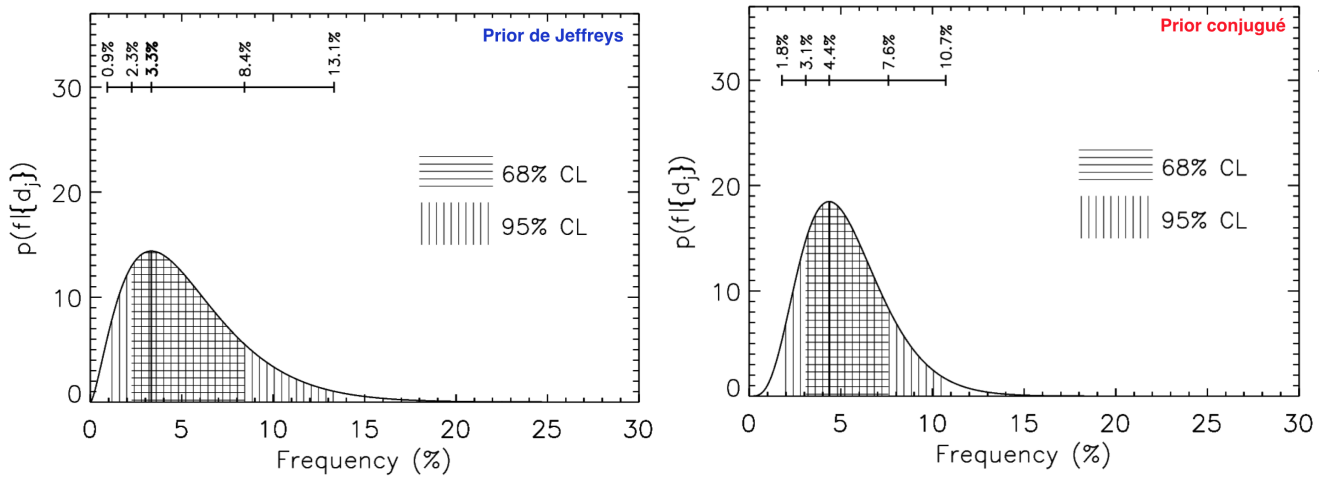 Prior de Jeffreys
0.9%
2.3%
3.3%
8.4%
13.1%
30
20
10
0
p(f|{dj})
68% CL
95% CL
0 5 10 15 20 25 30
Frequency (%)
Prior conjugué
1.8%
3.1%
4.4%
7.6%
10.7%
30
20
10
0
p(f|{dj})
68% CL
95% CL
0 5 10 15 20 25 30
Frequency (%)